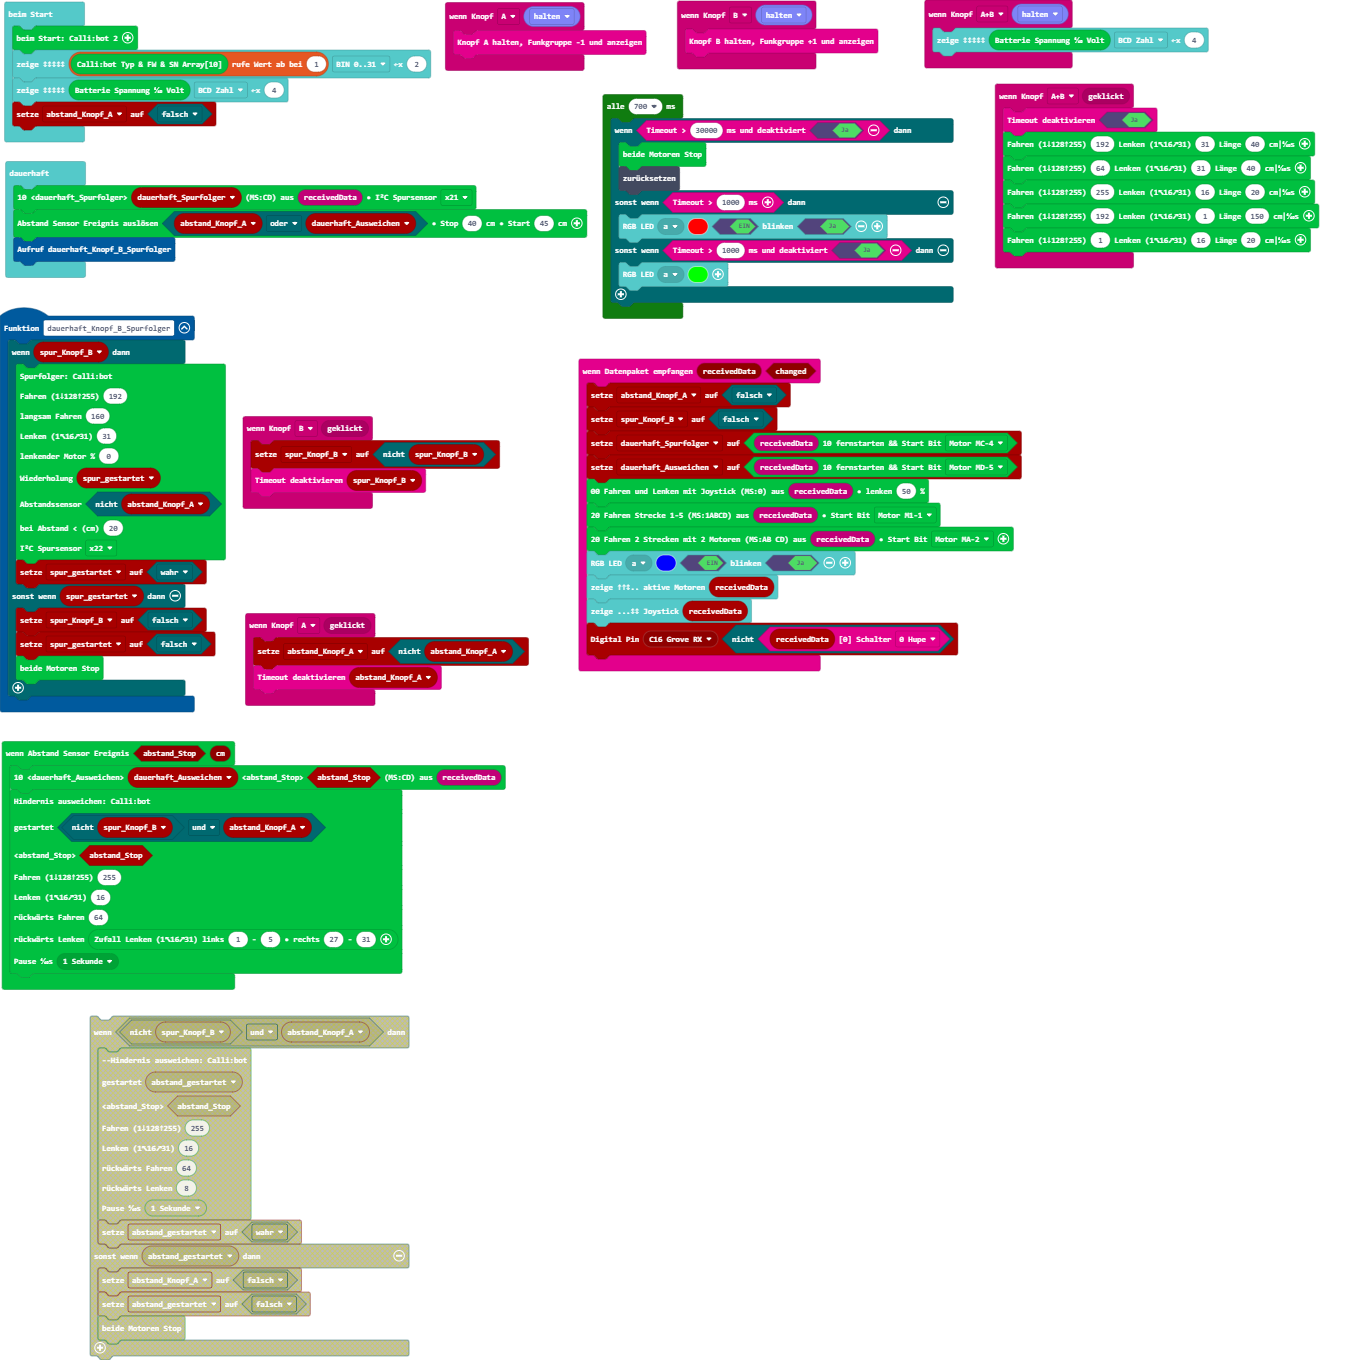 beim Start
beim Start: Calli:bot 2
zeige ⠿⠿⠿ Calli:bot Typ & FW & SN Array[10] rufe Wert ab bei 1 BIN 0..31 ÷x 2
zeige ⠿⠿⠿ Batterie Spannung ‰ Volt BCD Zahl ÷x 4
setze abstand_Knopf_A auf falsch
wenn Knopf A halten
Knopf A halten, Funkgruppe -1 und anzeigen
wenn Knopf B halten
Knopf B halten, Funkgruppe +1 und anzeigen
wenn Knopf A+B halten
zeige ⠿⠿⠿ Batterie Spannung ‰ Volt BCD Zahl ÷x 4
dauerhaft
10 <dauerhaft_Spurfolger> dauerhaft_Spurfolger (MS:CD) aus receivedData • I²C Spursensor x21
Abstand Sensor Ereignis auslösen abstand_Knopf_A oder dauerhaft_Ausweichen • Stop 40 cm • Start 45 cm
Aufruf dauerhaft_Knopf_B_Spurfolger
alle 700 ms
wenn Timeout > 30000 ms und deaktiviert Ja dann
beide Motoren Stop
zurücksetzen
sonst wenn Timeout > 1000 ms dann
RGB LED a EIN blinken Ja
sonst wenn Timeout > 1000 ms und deaktiviert Ja dann
RGB LED a
wenn Knopf A+B geklickt
Timeout deaktivieren Ja
Fahren (1↓128↑255) 192 Lenken (1↖16↗31) 31 Länge 40 cm|⅒s
Fahren (1↓128↑255) 64 Lenken (1↖16↗31) 31 Länge 40 cm|⅒s
Fahren (1↓128↑255) 255 Lenken (1↖16↗31) 16 Länge 20 cm|⅒s
Fahren (1↓128↑255) 192 Lenken (1↖16↗31) 1 Länge 150 cm|⅒s
Fahren (1↓128↑255) 1 Lenken (1↖16↗31) 16 Länge 20 cm|⅒s
Funktion dauerhaft_Knopf_B_Spurfolger
wenn spur_Knopf_B dann
Spurfolger: Calli:bot
Fahren (1↓128↑255) 192
langsam Fahren 160
Lenken (1↖16↗31) 31
lenkender Motor % 0
Wiederholung spur_gestartet
Abstandssensor nicht abstand_Knopf_A
bei Abstand < (cm) 20
I²C Spursensor x22
setze spur_gestartet auf wahr
sonst wenn spur_gestartet dann
setze spur_Knopf_B auf falsch
setze spur_gestartet auf falsch
beide Motoren Stop
wenn Knopf B geklickt
setze spur_Knopf_B auf nicht spur_Knopf_B
Timeout deaktivieren spur_Knopf_B
wenn Knopf A geklickt
setze abstand_Knopf_A auf nicht abstand_Knopf_A
Timeout deaktivieren abstand_Knopf_A
wenn Datenpaket empfangen receivedData changed
setze abstand_Knopf_A auf falsch
setze spur_Knopf_B auf falsch
setze dauerhaft_Spurfolger auf receivedData 10 fernstarten && Start Bit Motor MC-4
setze dauerhaft_Ausweichen auf receivedData 10 fernstarten && Start Bit Motor MD-5
00 Fahren und Lenken mit Joystick (MS:0) aus receivedData • lenken 50 %
20 Fahren Strecke 1-5 (MS:1ABCD) aus receivedData • Start Bit Motor M1-1
20 Fahren 2 Strecken mit 2 Motoren (MS:AB CD) aus receivedData • Start Bit Motor MA-2
RGB LED a EIN blinken Ja
zeige ↑↑⠿.. aktive Motoren receivedData
zeige ...⠿⠿ Joystick receivedData
Digital Pin C16 Grove RX nicht receivedData [0] Schalter 0 Hupe
wenn Abstand Sensor Ereignis abstand_Stop cm
10 <dauerhaft_Ausweichen> dauerhaft_Ausweichen <abstand_Stop> abstand_Stop (MS:CD) aus receivedData
Hindernis ausweichen: Calli:bot
gestartet nicht spur_Knopf_B und abstand_Knopf_A
<abstand_Stop> abstand_Stop
Fahren (1↓128↑255) 255
Lenken (1↖16↗31) 16
rückwärts Fahren 64
rückwärts Lenken Zufall Lenken (1↖16↗31) links 1 - 5 • rechts 27 - 31
Pause ⅒s 1 Sekunde
wenn nicht spur_Knopf_B und abstand_Knopf_A dann
--Hindernis ausweichen: Calli:bot
gestartet abstand_gestartet
<abstand_Stop> abstand_Stop
Fahren (1↓128↑255) 255
Lenken (1↖16↗31) 16
rückwärts Fahren 64
rückwärts Lenken 8
Pause ⅒s 1 Sekunde
setze abstand_gestartet auf wahr
sonst wenn abstand_gestartet dann
setze abstand_Knopf_A auf falsch
setze abstand_gestartet auf falsch
beide Motoren Stop